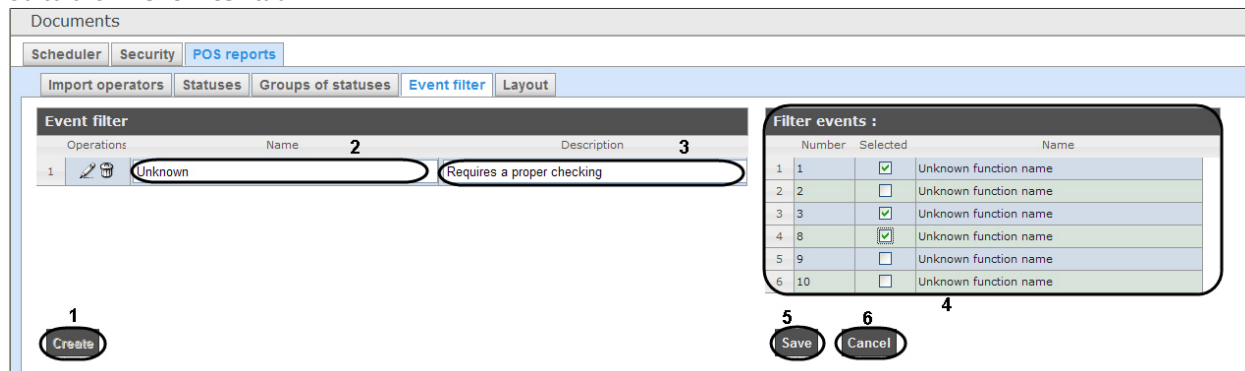 Documents
Scheduler Security POS reports
Import operators Statuses Groups of statuses Event filter Layout
Event filter
Operations Name 2 Description 3
1 Unknown Requires a proper checking
Filter events :
Number Selected Name
1 1 Unknown function name
2 2 Unknown function name
3 3 Unknown function name
4 8 Unknown function name
5 9 Unknown function name
6 10 Unknown function name
4
1
Create
5 6
Save Cancel